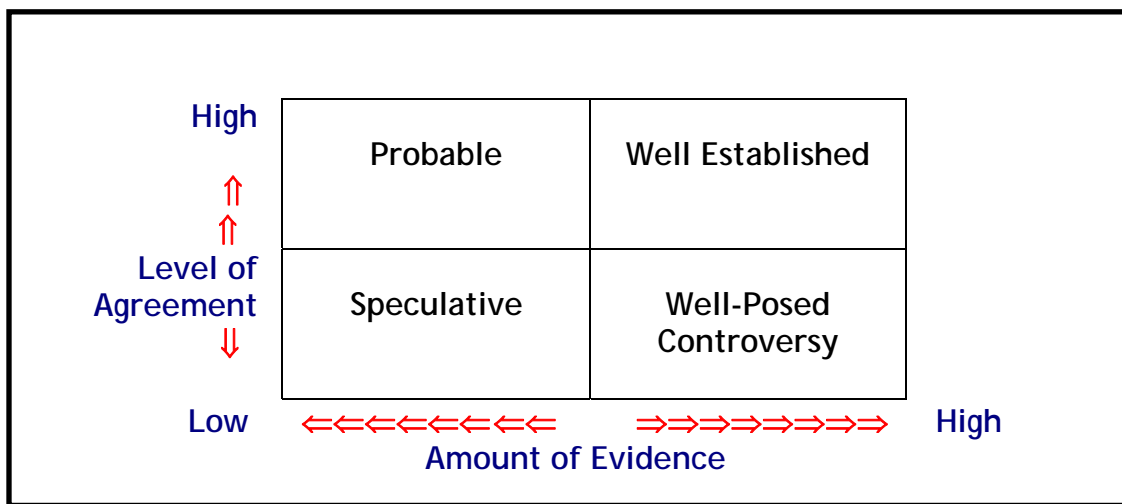 High
Probable
Well Established
⇑
⇑
Level of
Agreement
Speculative
Well-Posed
Controversy
⇓
Low
⇐⇐⇐⇐⇐⇐⇐⇐
⇒⇒⇒⇒⇒⇒⇒⇒
High
Amount of Evidence